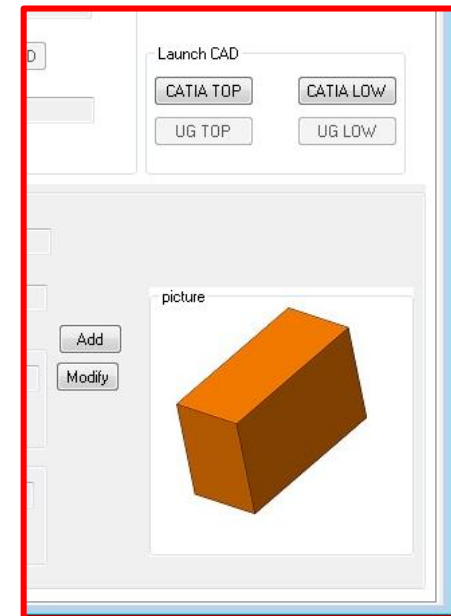 Launch CAD
CATIA TOP
CATIA LOW
UG TOP
UG LOW
picture
Add
Modify